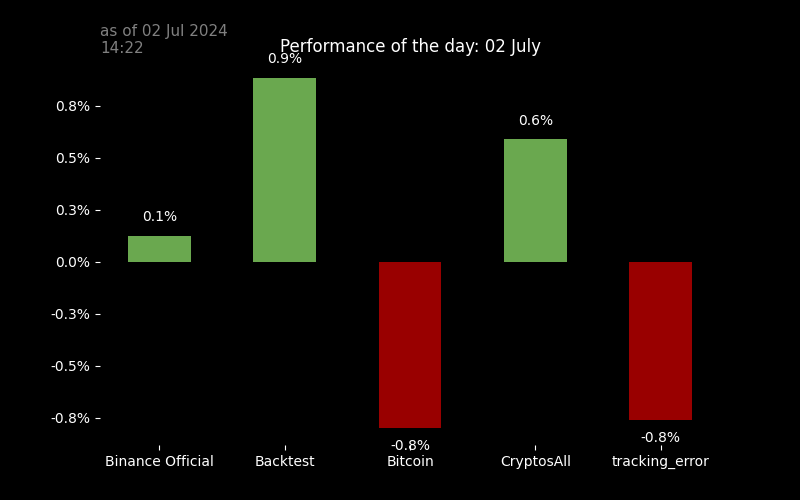 as of 02 Jul 2024
14:22
Performance of the day: 02 July
0.9%
0.8%
0.6%
0.5%
0.3%
0.1%
0.0%
-0.3%
-0.5%
-0.8%
-0.8%
-0.8%
Binance Official
Backtest
Bitcoin
CryptosAll
tracking_error